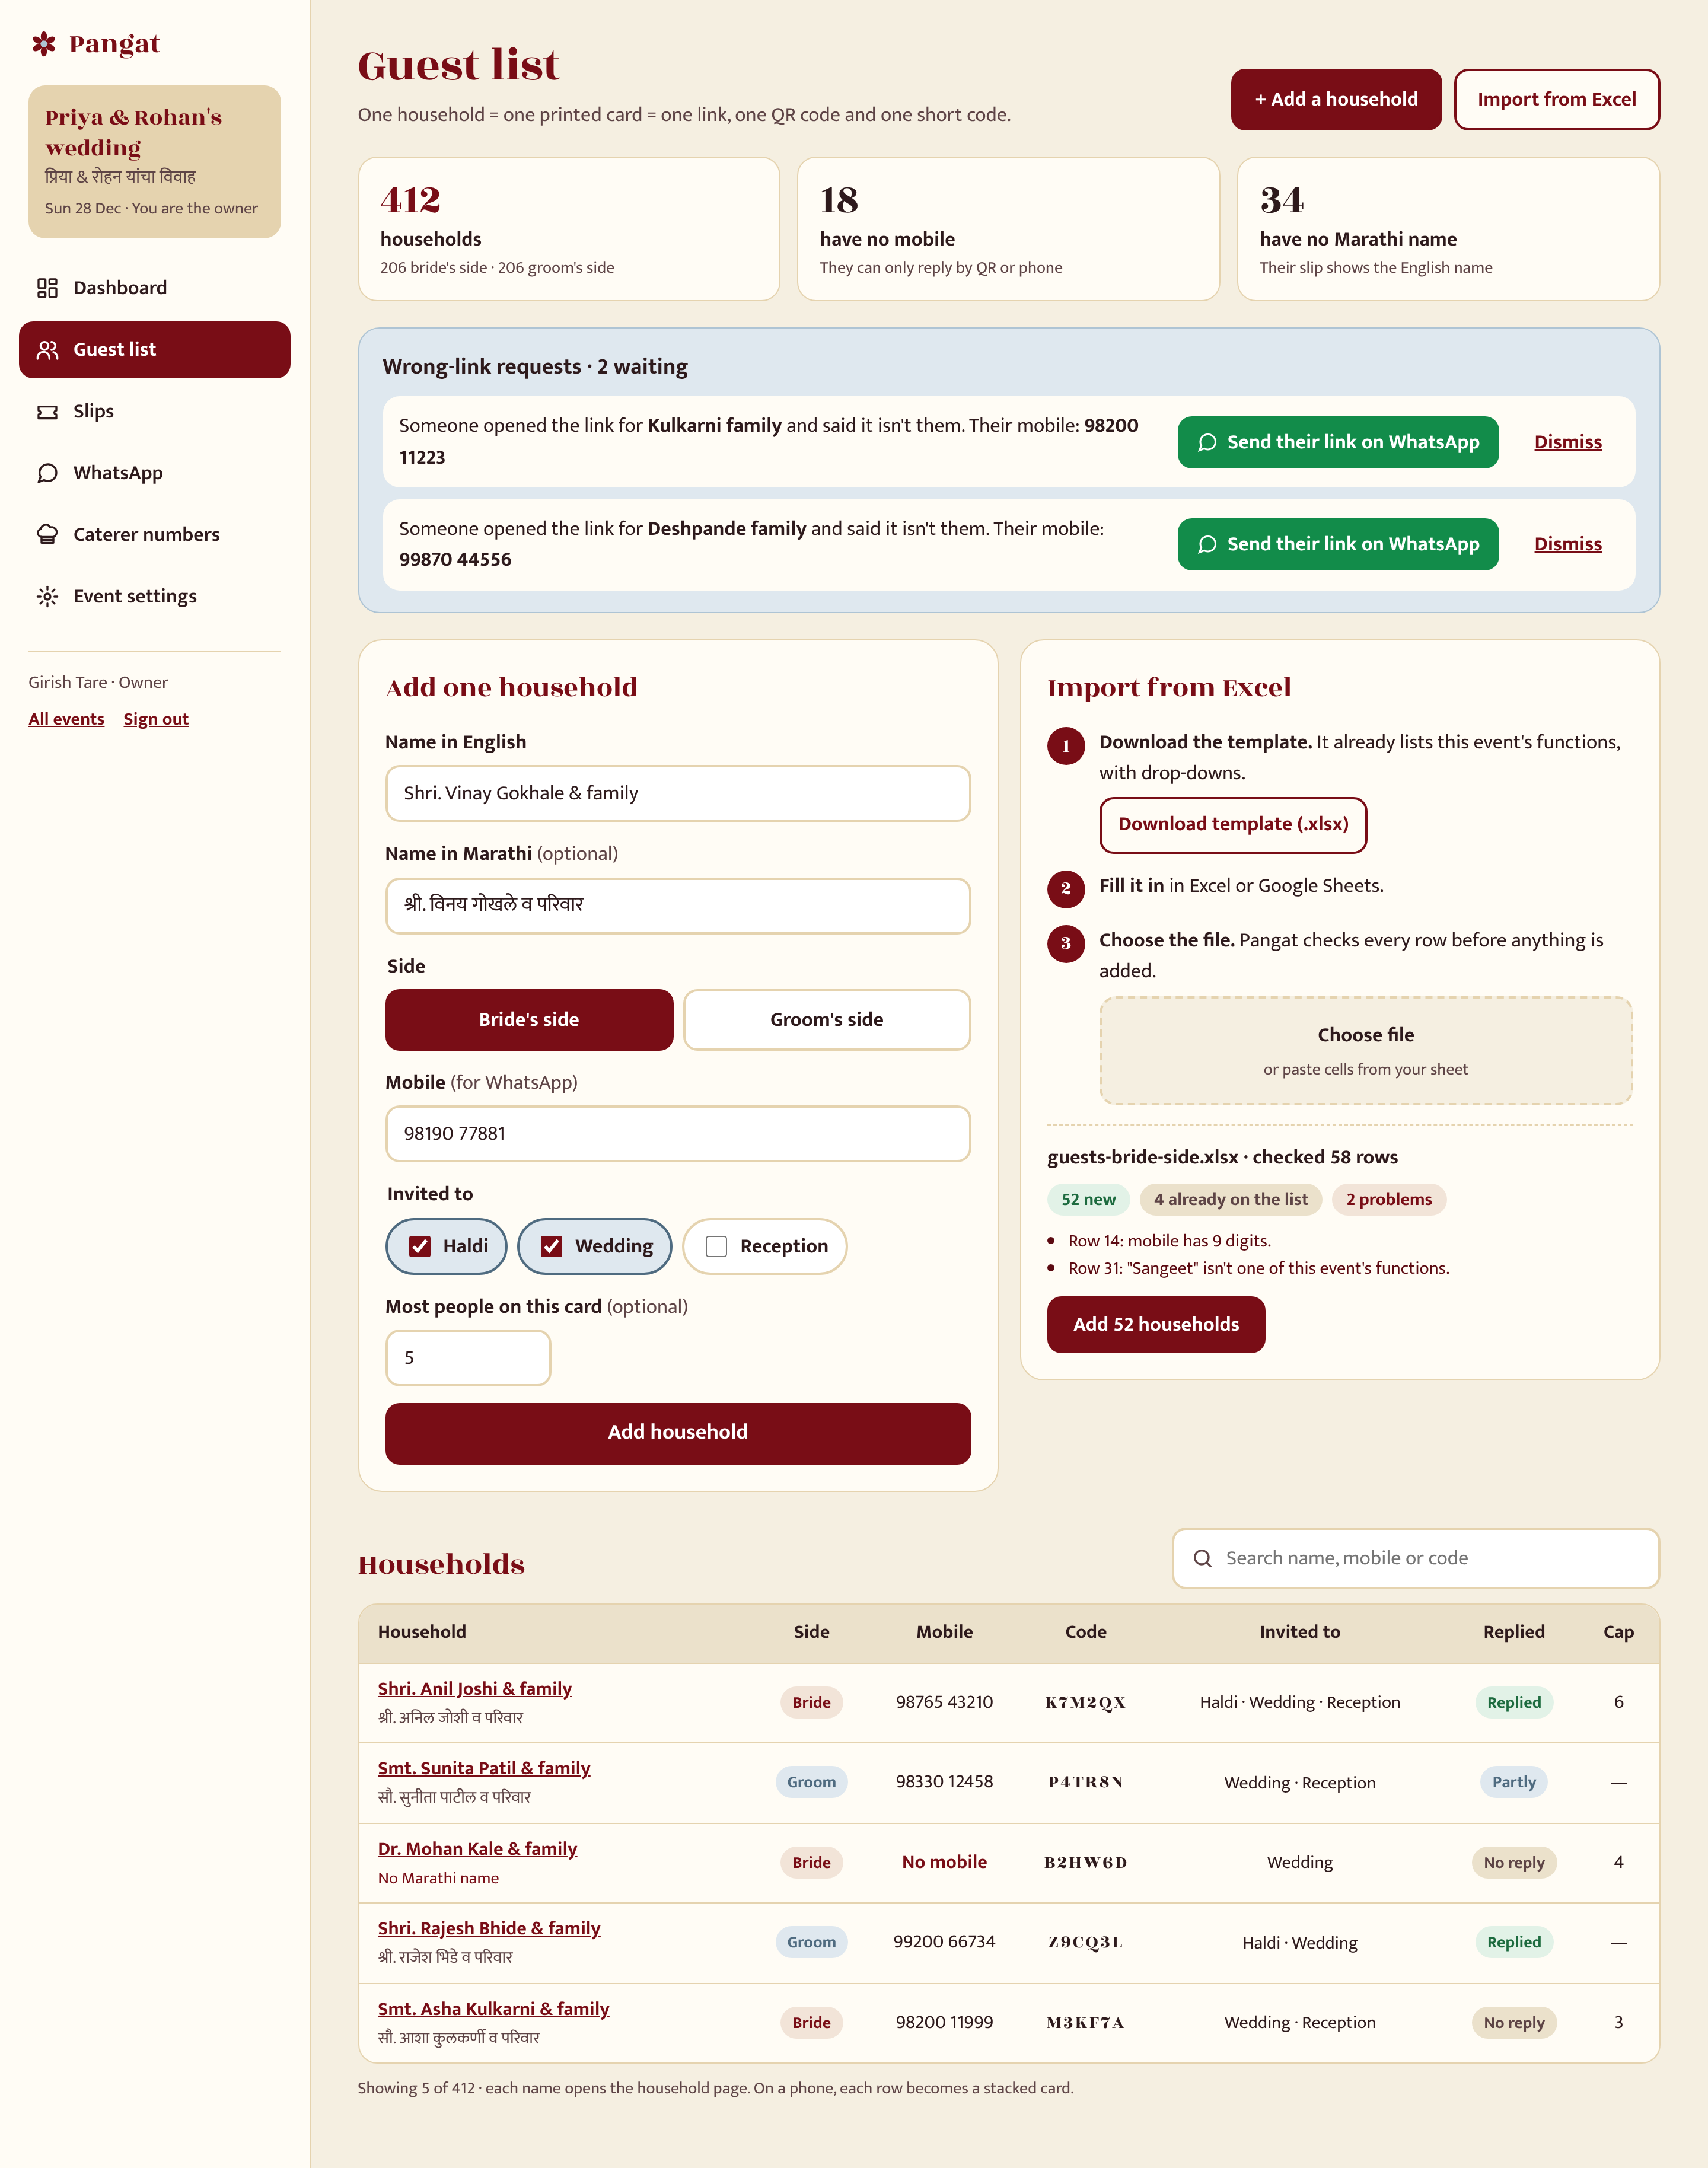 Pangat
Priya & Rohan's
wedding
प्रिया & रोहन यांचा विवाह
Sun 28 Dec · You are the owner
Dashboard
Guest list
Slips
WhatsApp
Caterer numbers
Event settings
Girish Tare · Owner
All events Sign out
Guest list
One household = one printed card = one link, one QR code and one short code.
+ Add a household
Import from Excel
412
households
206 bride's side · 206 groom's side
18
have no mobile
They can only reply by QR or phone
34
have no Marathi name
Their slip shows the English name
Wrong-link requests · 2 waiting
Someone opened the link for Kulkarni family and said it isn't them. Their mobile: 98200
11223
Send their link on WhatsApp
Dismiss
Someone opened the link for Deshpande family and said it isn't them. Their mobile:
99870 44556
Send their link on WhatsApp
Dismiss
Add one household
Name in English
Shri. Vinay Gokhale & family
Name in Marathi (optional)
श्री. विनय गोखले व परिवार
Side
Bride's side
Groom's side
Mobile (for WhatsApp)
98190 77881
Invited to
Haldi
Wedding
Reception
Most people on this card (optional)
5
Add household
Import from Excel
1
Download the template. It already lists this event's functions,
with drop-downs.
Download template (.xlsx)
2
Fill it in in Excel or Google Sheets.
3
Choose the file. Pangat checks every row before anything is
added.
Choose file
or paste cells from your sheet
guests-bride-side.xlsx · checked 58 rows
52 new
4 already on the list
2 problems
Row 14: mobile has 9 digits.
Row 31: "Sangeet" isn't one of this event's functions.
Add 52 households
Households
Search name, mobile or code
Household Side Mobile Code Invited to Replied Cap
Shri. Anil Joshi & family
श्री. अनिल जोशी व परिवार
Bride 98765 43210 K7M2QX Haldi · Wedding · Reception Replied 6
Smt. Sunita Patil & family
सौ. सुनीता पाटील व परिवार
Groom 98330 12458 P4TR8N Wedding · Reception Partly —
Dr. Mohan Kale & family
No Marathi name
Bride No mobile B2HW6D Wedding No reply 4
Shri. Rajesh Bhide & family
श्री. राजेश भिडे व परिवार
Groom 99200 66734 Z9CQ3L Haldi · Wedding Replied —
Smt. Asha Kulkarni & family
सौ. आशा कुलकर्णी व परिवार
Bride 98200 11999 M3KF7A Wedding · Reception No reply 3
Showing 5 of 412 · each name opens the household page. On a phone, each row becomes a stacked card.